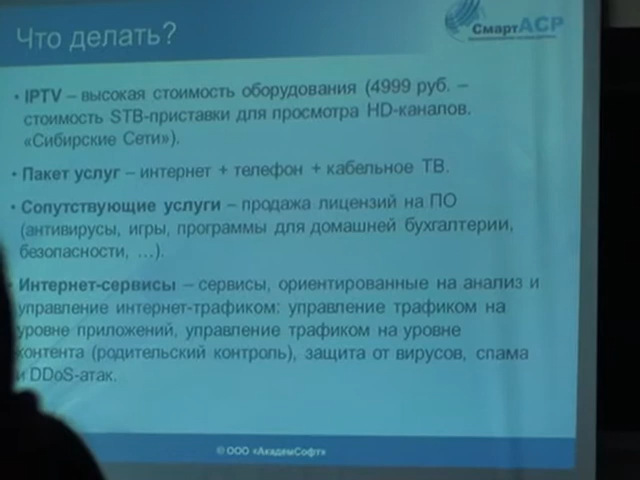 Что делать?
СмартАСР
• IPTV – высокая стоимость оборудования (4999 руб. –
стоимость STB-приставки для просмотра HD-каналов.
«Сибирские Сети»).
• Пакет услуг – интернет + телефон + кабельное ТВ.
• Сопутствующие услуги – продажа лицензий на ПО
(антивирусы, игры, программы для домашней бухгалтерии,
безопасности, ...).
• Интернет-сервисы – сервисы, ориентированные на анализ и
управление интернет-трафиком: управление трафиком на
уровне приложений, управление трафиком на уровне
контента (родительский контроль), защита от вирусов, спама
и DDoS-атак.
© ООО «АкадемСофт»